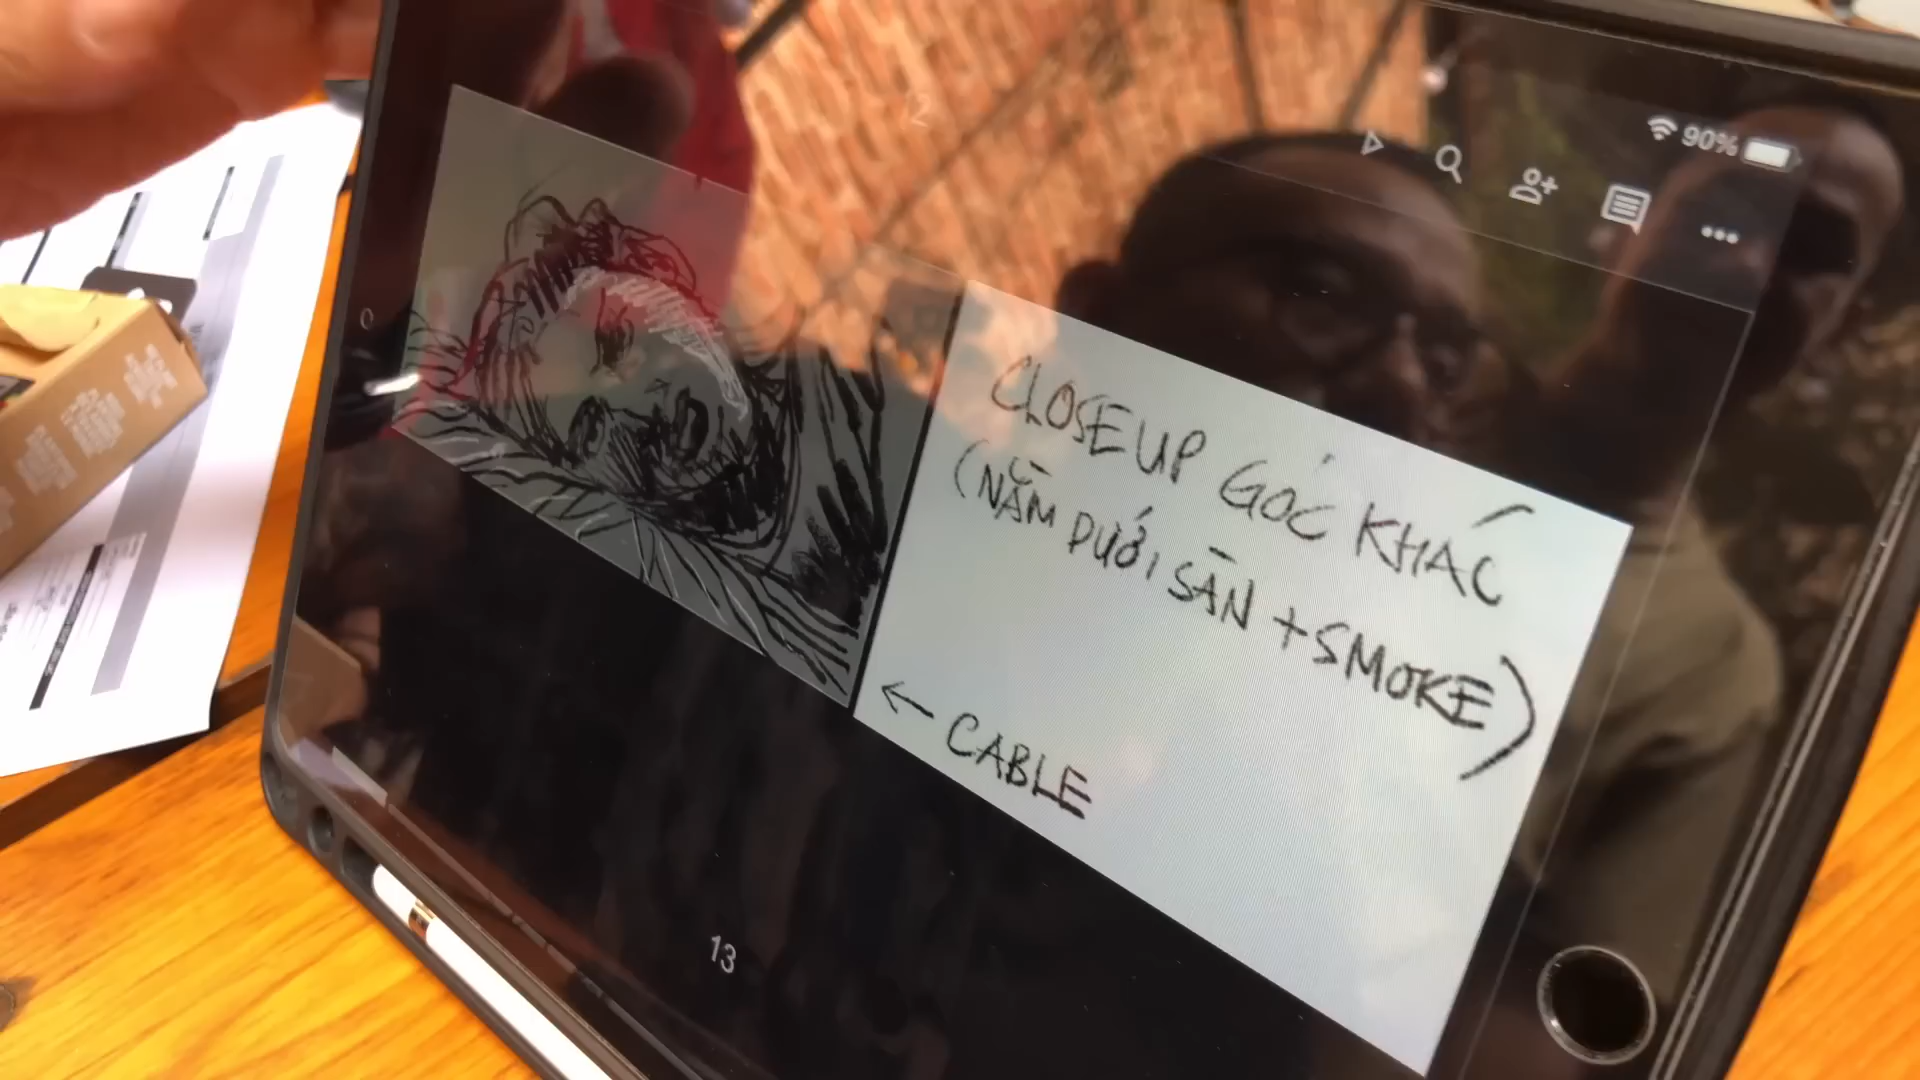 90%
CLOSEUP GÓC KHÁC
(NẰM DƯỚI SÀN + SMOKE)
← CABLE
13